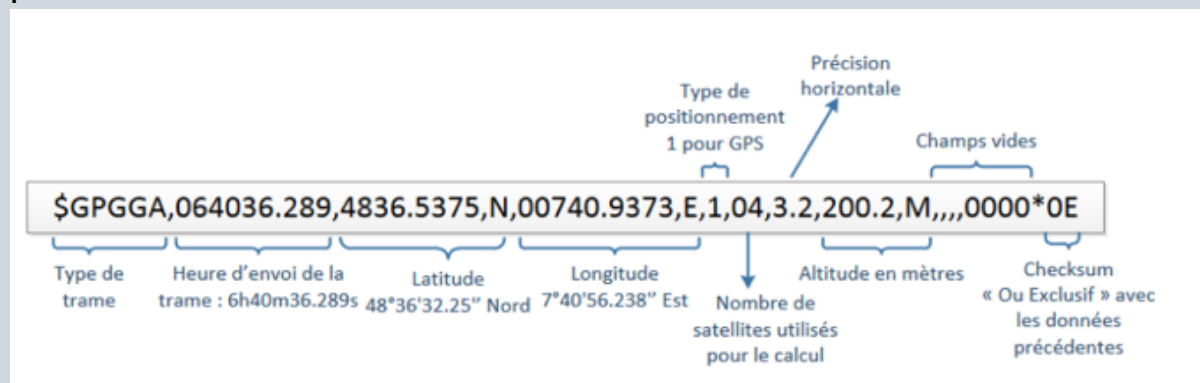 Précision
horizontale
Type de
positionnement
1 pour GPS
Champs vides
$GPGGA,064036.289,4836.5375,N,00740.9373,E,1,04,3.2,200.2,M,,,,0000*0E
Type de
trame
Heure d'envoi de la
trame : 6h40m36.289s
Latitude
48°36'32.25" Nord
Longitude
7°40'56.238" Est
Nombre de
satellites utilisés
pour le calcul
Altitude en mètres
Checksum
« Ou Exclusif » avec
les données
précédentes